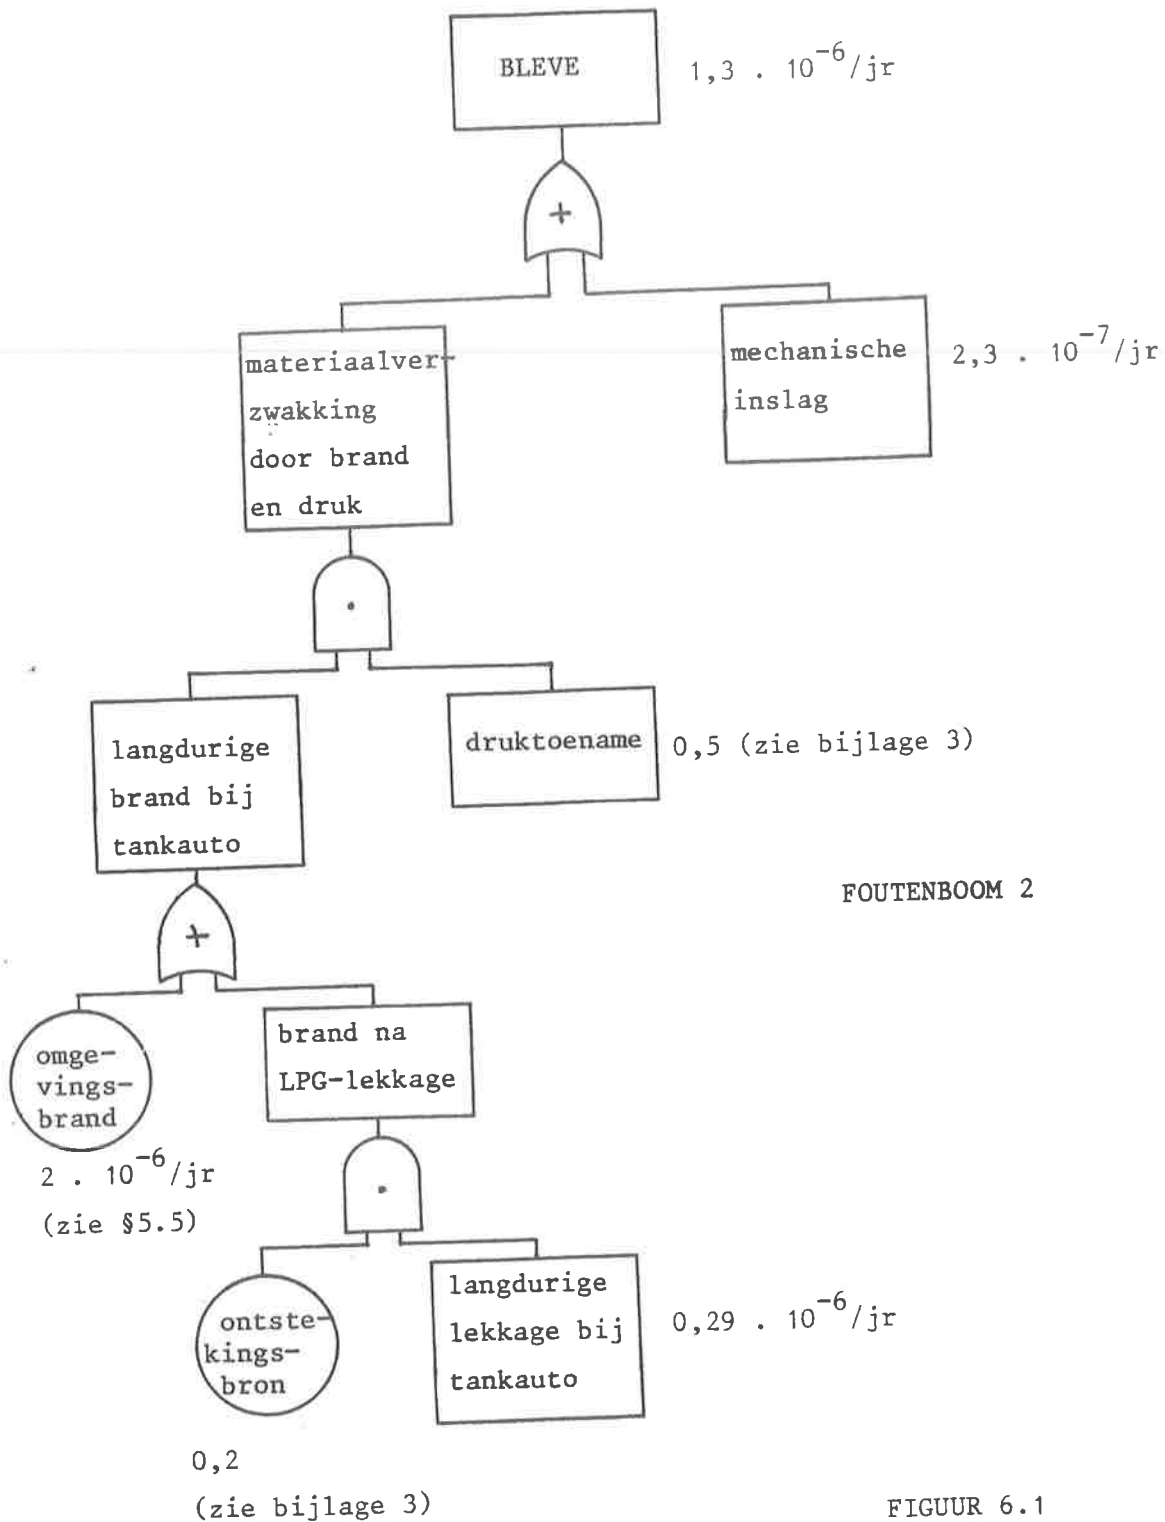 BLEVE
1,3 . 10⁻⁶/jr
+
materiaalver-
zwakking
door brand
en druk
mechanische
inslag
2,3 . 10⁻⁷/jr
.
langdurige
brand bij
tankauto
druktoename
0,5 (zie bijlage 3)
FOUTENBOOM 2
+
omge-
vings-
brand
2 . 10⁻⁶/jr
(zie §5.5)
brand na
LPG-lekkage
.
ontste-
kings-
bron
0,2
(zie bijlage 3)
langdurige
lekkage bij
tankauto
0,29 . 10⁻⁶/jr
FIGUUR 6.1